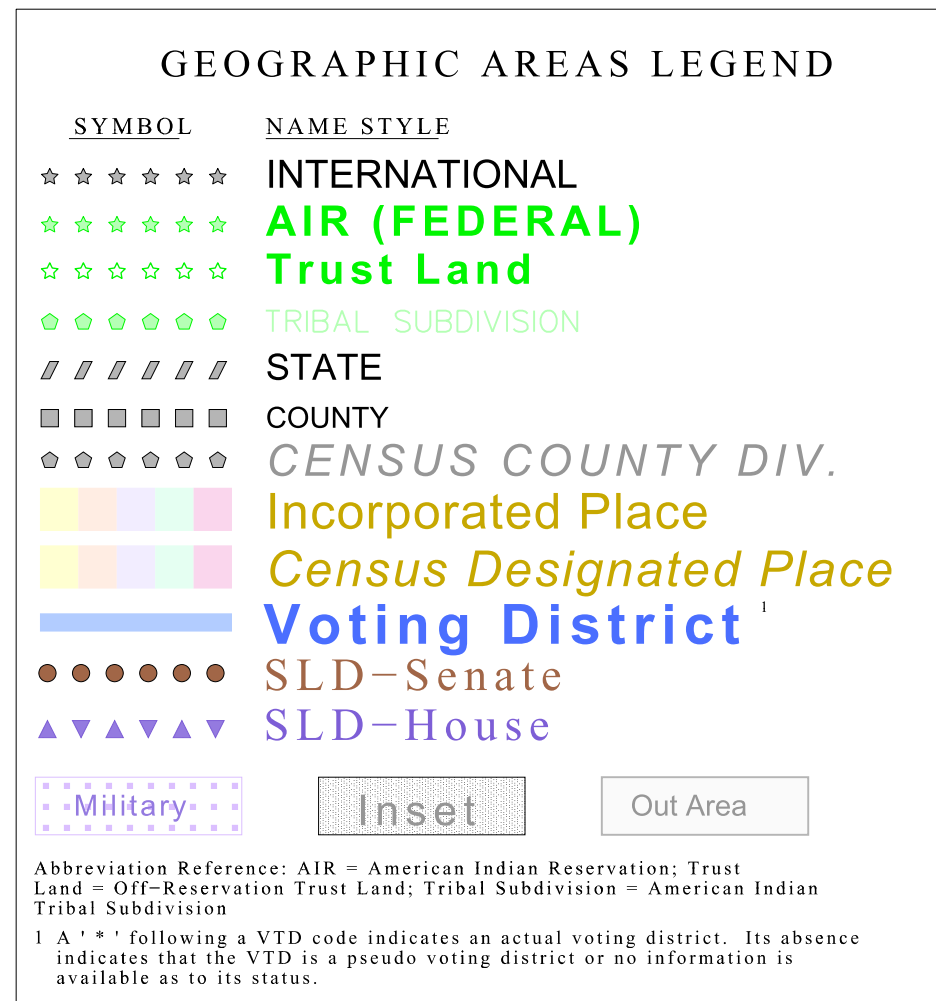 GEOGRAPHIC AREAS LEGEND
SYMBOL NAME STYLE
INTERNATIONAL
AIR (FEDERAL)
Trust Land
TRIBAL SUBDIVISION
STATE
COUNTY
CENSUS COUNTY DIV.
Incorporated Place
Census Designated Place
Voting District 1
SLD−Senate
SLD−House
Military Inset Out Area
Abbreviation Reference: AIR = American Indian Reservation; Trust
Land = Off−Reservation Trust Land; Tribal Subdivision = American Indian
Tribal Subdivision
1 A ' * ' following a VTD code indicates an actual voting district. Its absence
indicates that the VTD is a pseudo voting district or no information is
available as to its status.